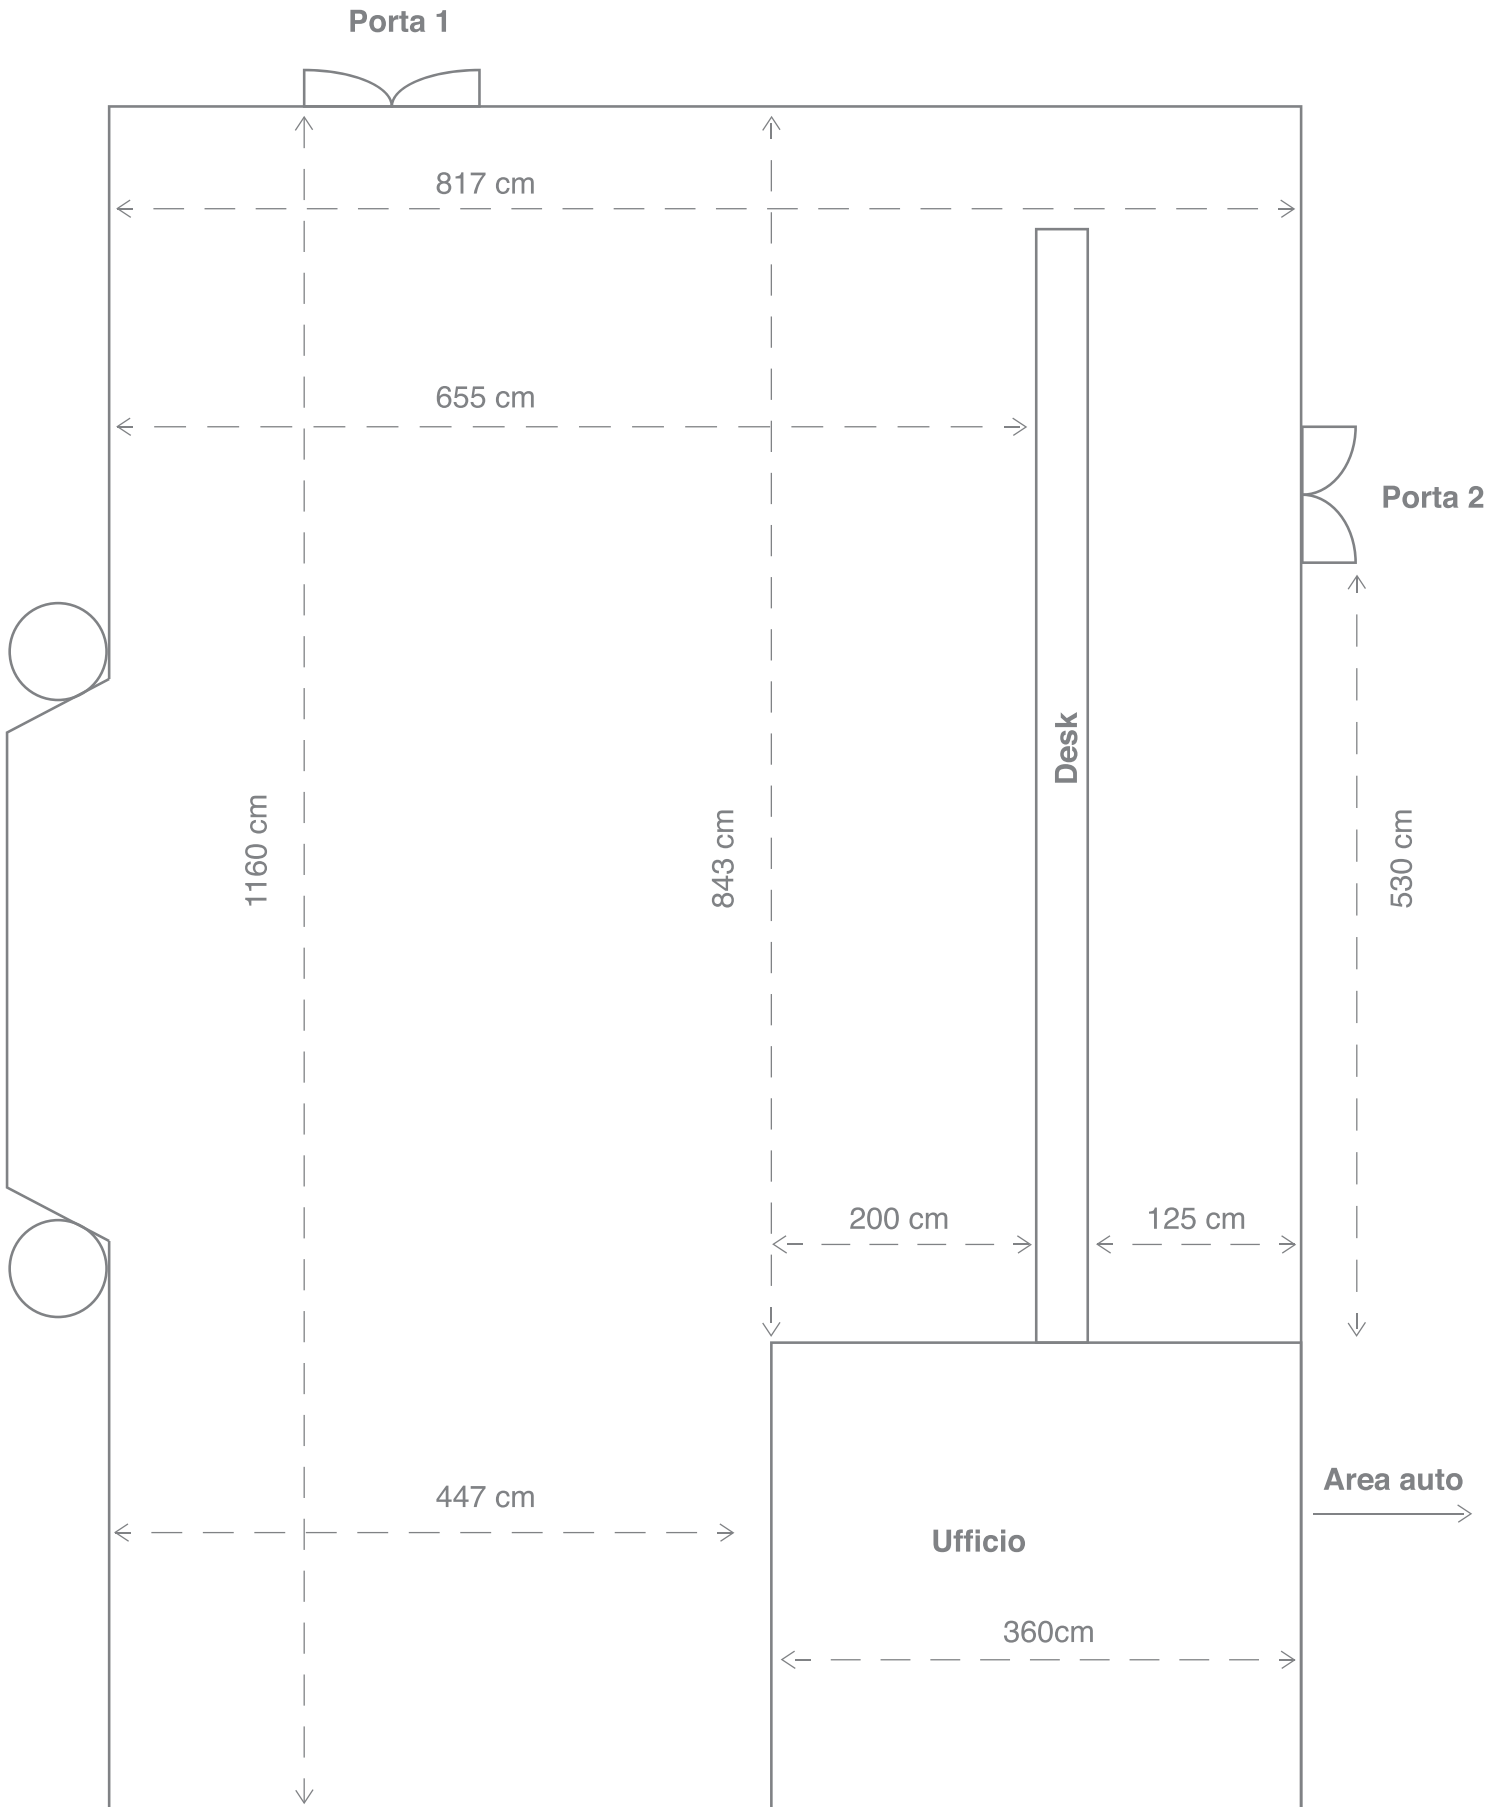 Porta 1
817 cm
655 cm
Porta 2
Desk
1160 cm
843 cm
530 cm
200 cm
125 cm
447 cm
Area auto
Ufficio
360cm